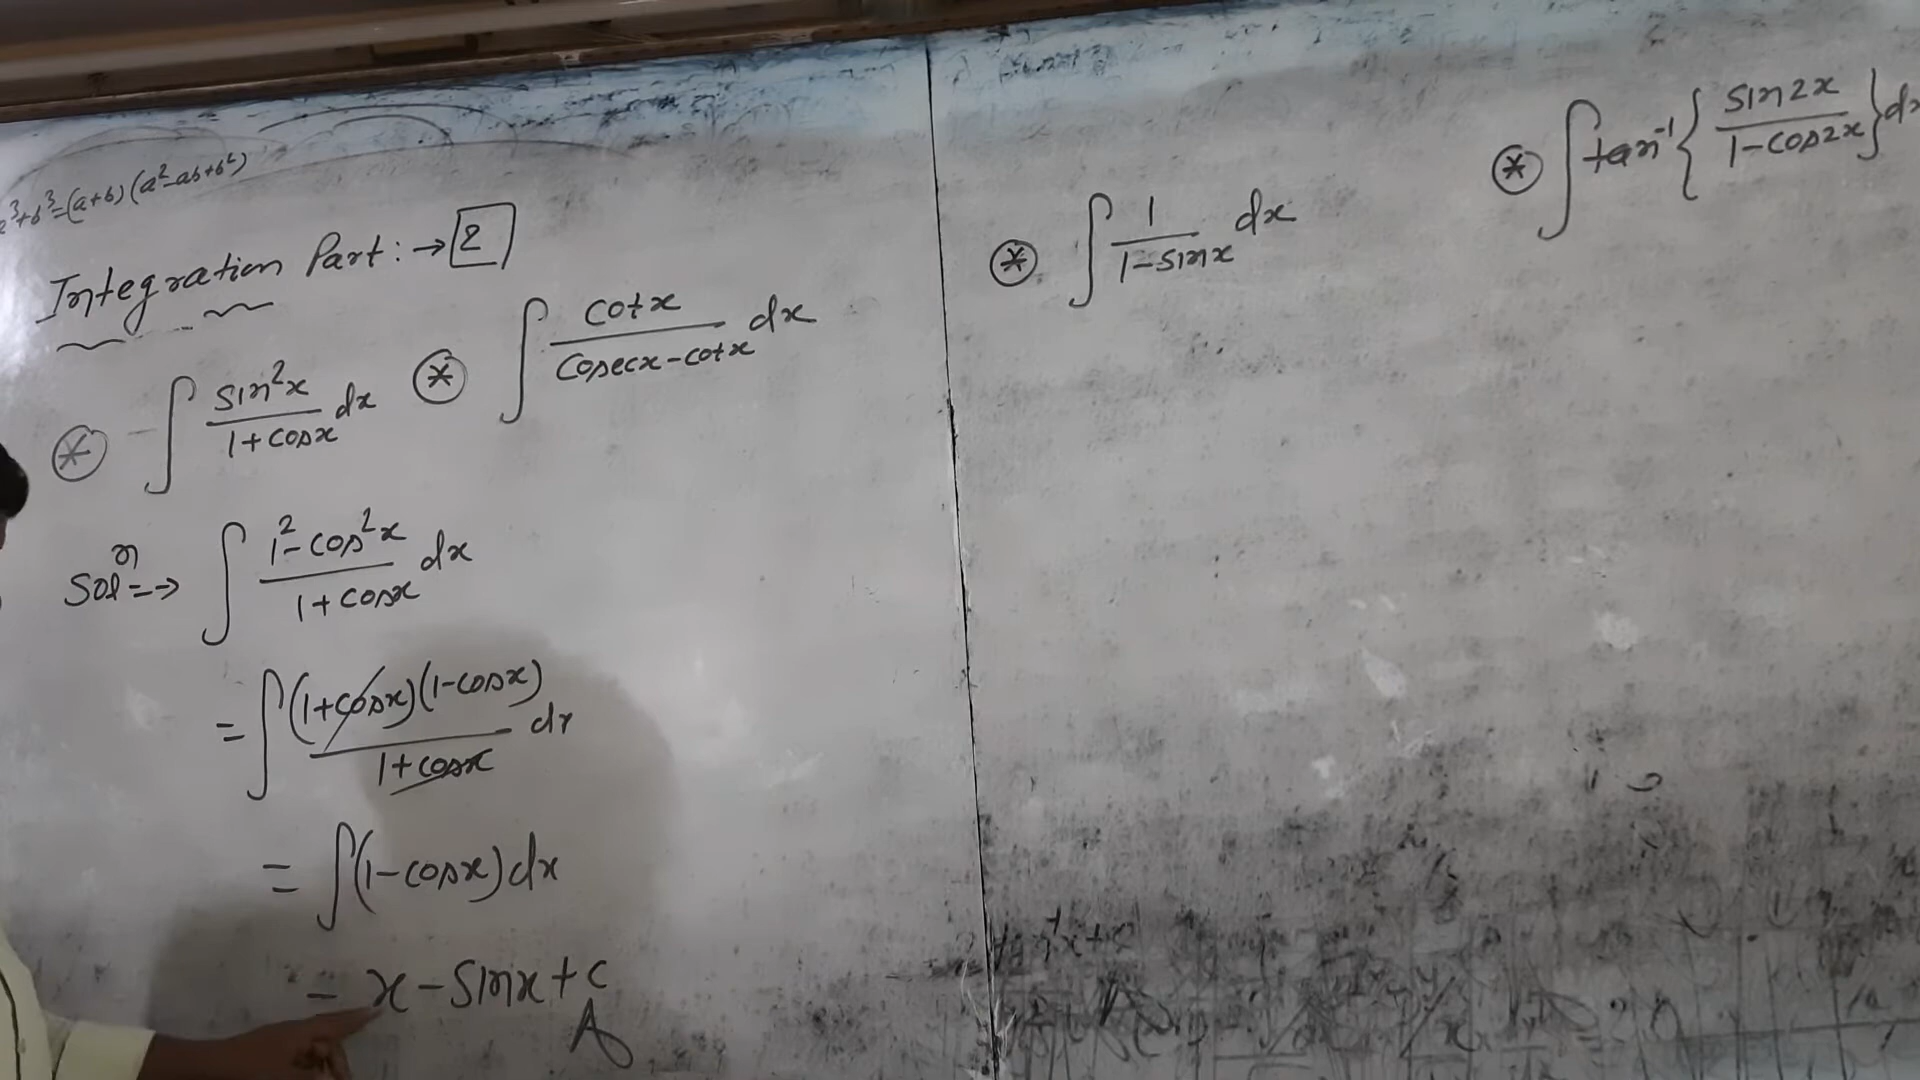 a³+b³=(a+b)(a²-ab+b²)
Integration Part:→ 2
⊛ ∫ sin²x / 1+cosx dx
⊛ ∫ cotx / cosecx-cotx dx
Solⁿ=→ ∫ 1²-cos²x / 1+cosx dx
= ∫ (1+cosx)(1-cosx) / 1+cosx dx
= ∫(1-cosx)dx
= x-sinx+c
A
⊛ ∫ 1 / 1-sinx dx
⊛ ∫ tan⁻¹{ sin2x / 1-cos2x }dx